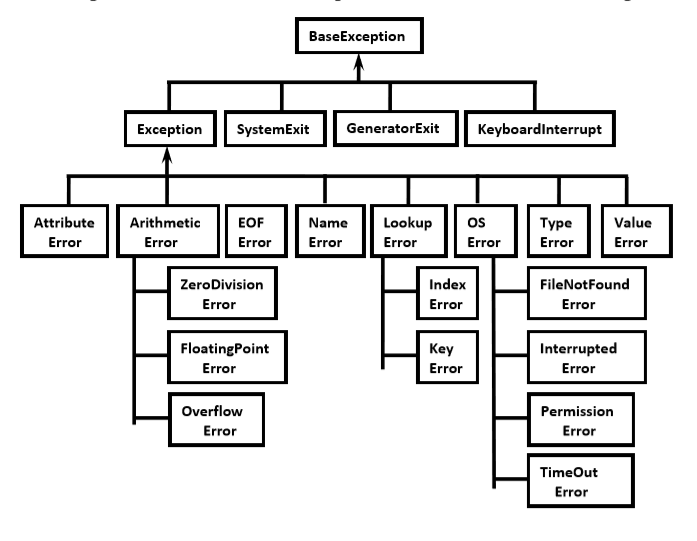 BaseException
Exception
SystemExit
GeneratorExit
KeyboardInterrupt
Attribute
Error
Arithmetic
Error
EOF
Error
Name
Error
Lookup
Error
OS
Error
Type
Error
Value
Error
ZeroDivision
Error
FloatingPoint
Error
Overflow
Error
Index
Error
Key
Error
FileNotFound
Error
Interrupted
Error
Permission
Error
TimeOut
Error